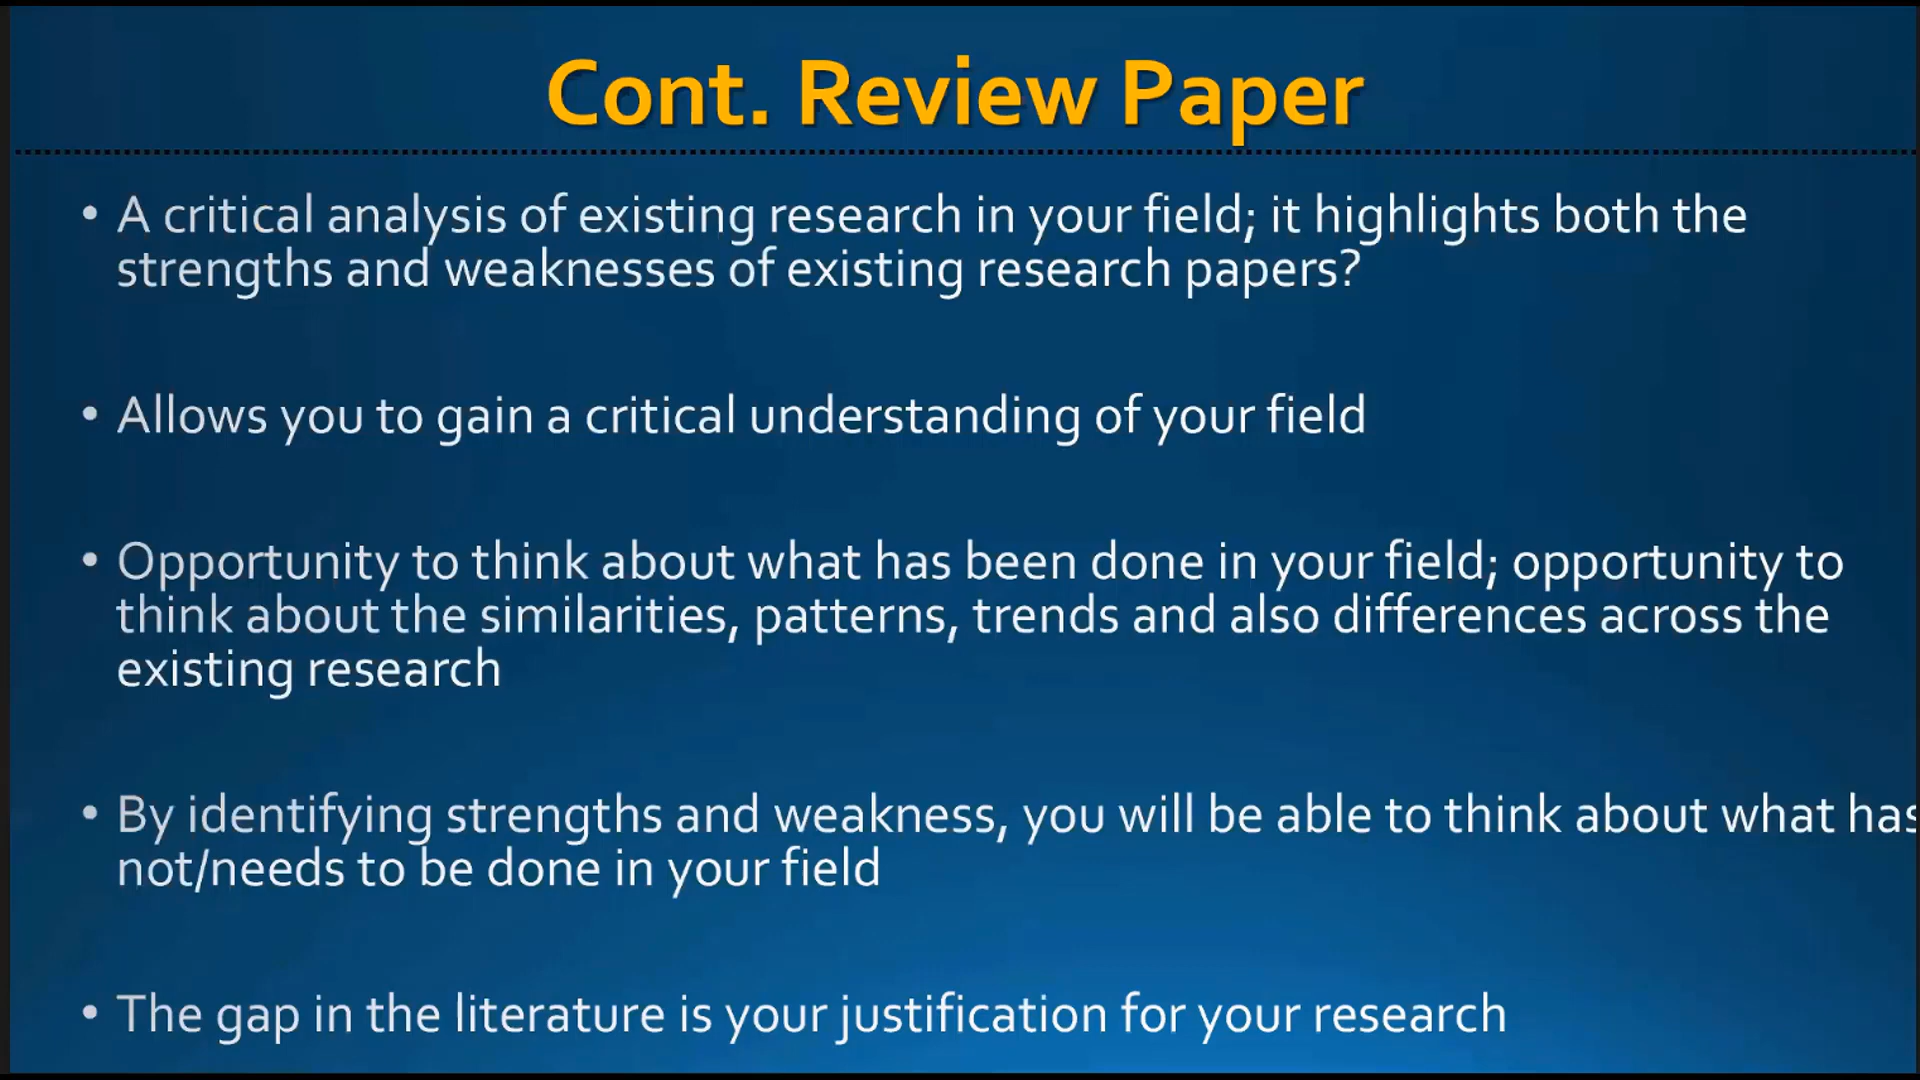 Cont. Review Paper
• A critical analysis of existing research in your field; it highlights both the
strengths and weaknesses of existing research papers?
• Allows you to gain a critical understanding of your field
• Opportunity to think about what has been done in your field; opportunity to
think about the similarities, patterns, trends and also differences across the
existing research
• By identifying strengths and weakness, you will be able to think about what has
not/needs to be done in your field
• The gap in the literature is your justification for your research